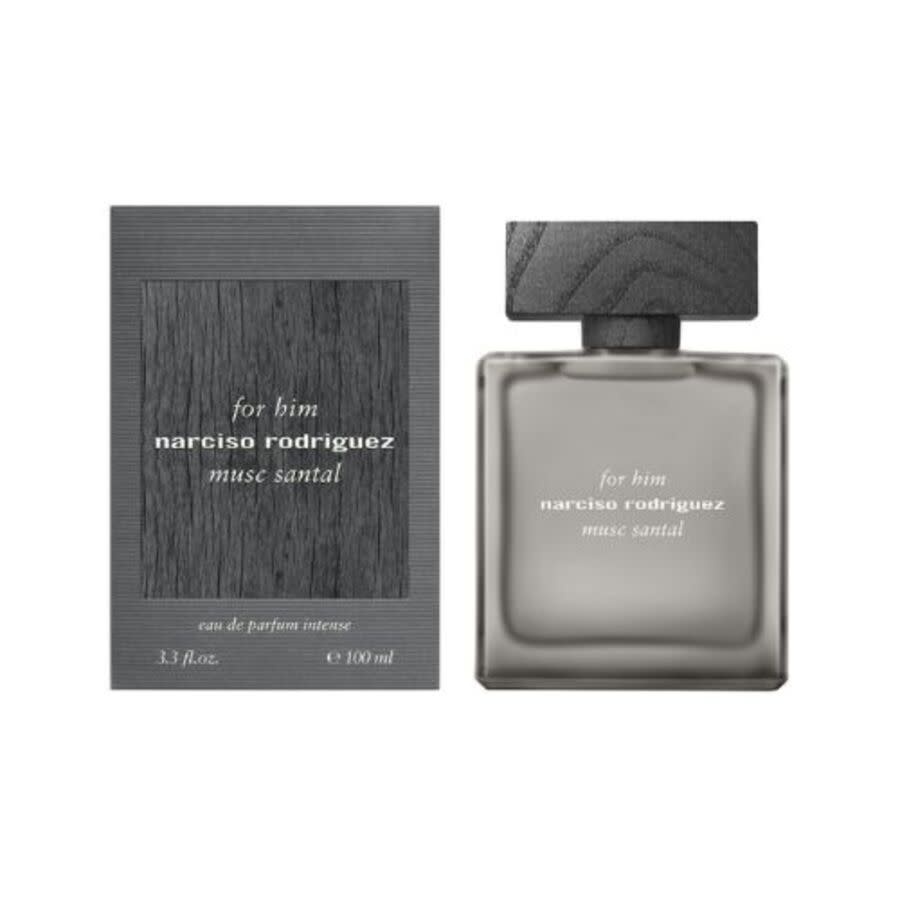 for him
narciso rodriguez
musc santal
eau de parfum intense
3.3 fl.oz.
℮ 100 ml
for him
narciso rodriguez
musc santal